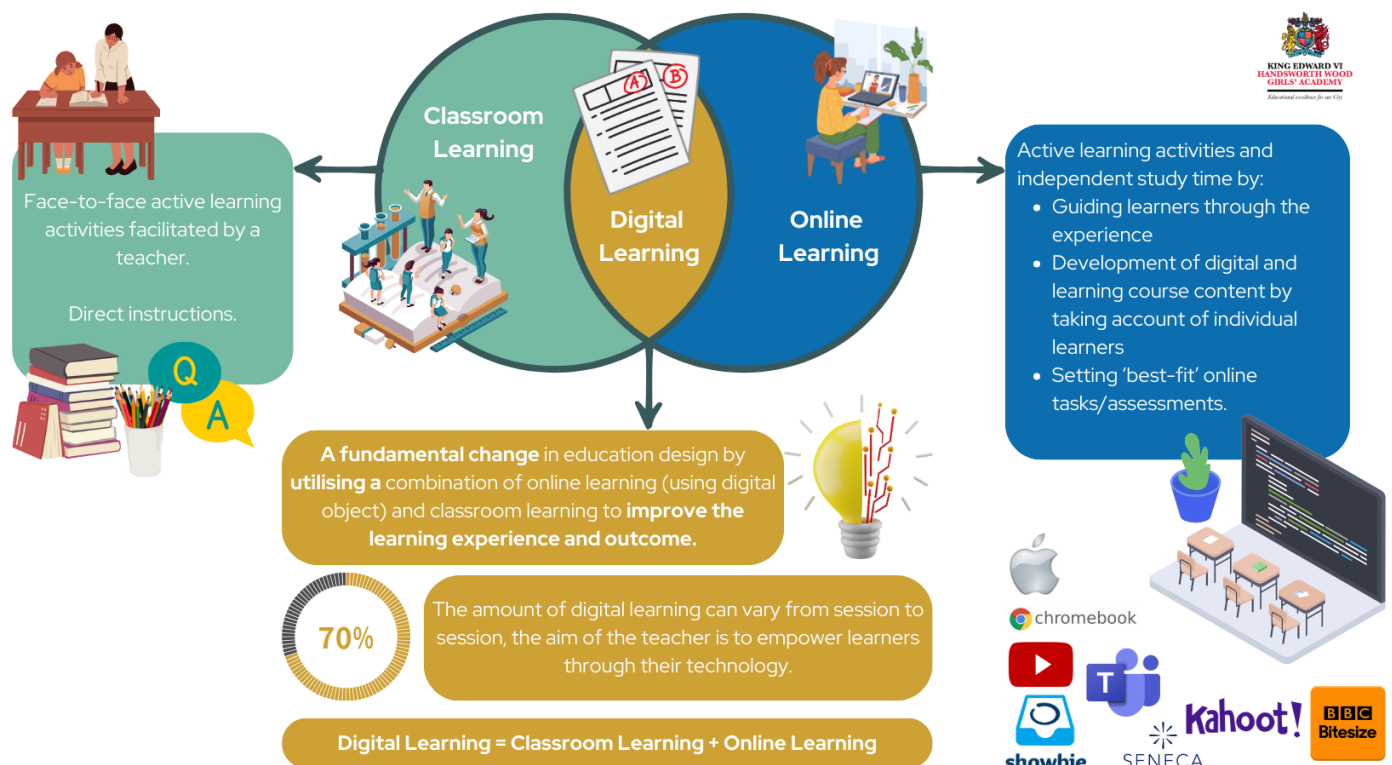 KING EDWARD VI
HANDSWORTH WOOD
GIRLS' ACADEMY
Educational excellence for our City
Classroom
Learning
A
B
Digital
Learning
Online
Learning
Face-to-face active learning
activities facilitated by a
teacher.
Direct instructions.
Q
A
Active learning activities and
independent study time by:
• Guiding learners through the
experience
• Development of digital and
learning course content by
taking account of individual
learners
• Setting ‘best-fit’ online
tasks/assessments.
A fundamental change in education design by
utilising a combination of online learning (using digital
object) and classroom learning to improve the
learning experience and outcome.
70%
The amount of digital learning can vary from session to
session, the aim of the teacher is to empower learners
through their technology.
Digital Learning = Classroom Learning + Online Learning
chromebook
T
Kahoot!
BBC
Bitesize
showbie
SENECA